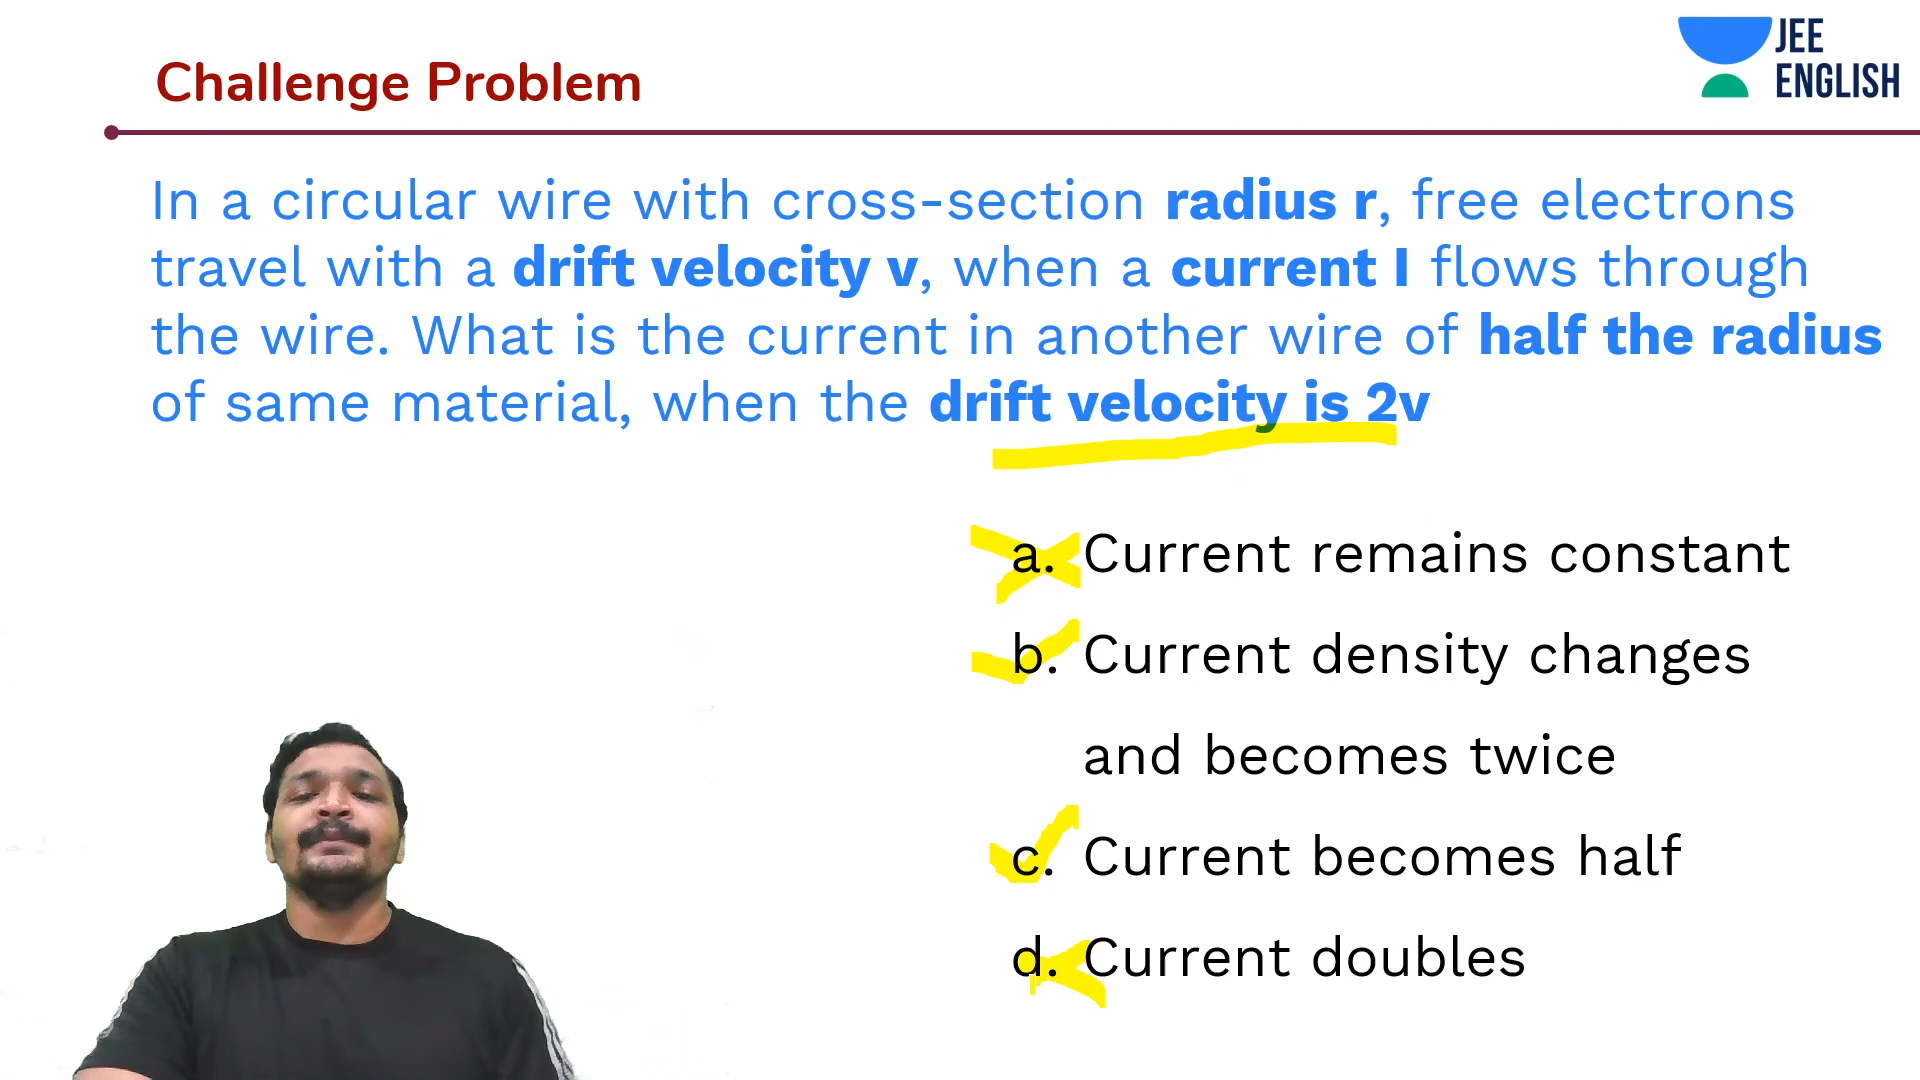 Challenge Problem
JEE
ENGLISH
In a circular wire with cross-section radius r, free electrons
travel with a drift velocity v, when a current I flows through
the wire. What is the current in another wire of half the radius
of same material, when the drift velocity is 2v
a. Current remains constant
b. Current density changes
and becomes twice
c. Current becomes half
d. Current doubles